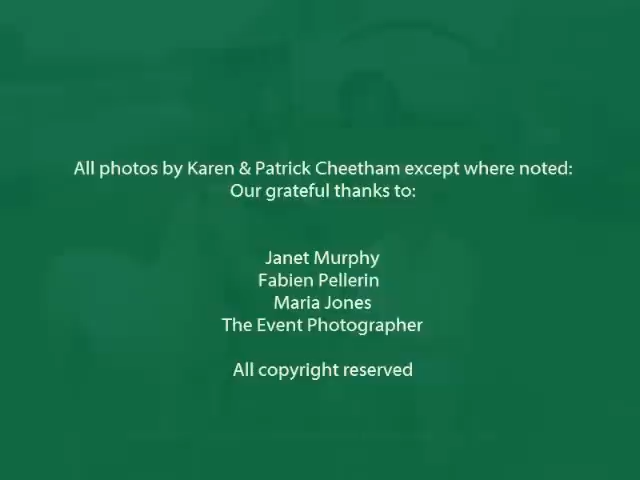 All photos by Karen & Patrick Cheetham except where noted:
Our grateful thanks to:
Janet Murphy
Fabien Pellerin
Maria Jones
The Event Photographer
All copyright reserved